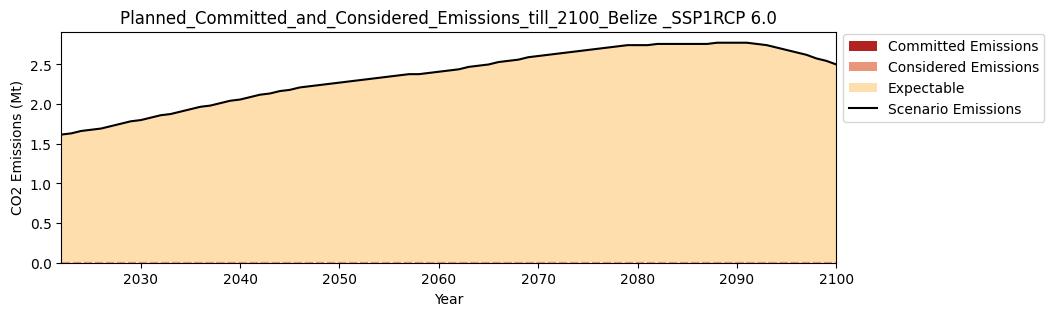 Planned_Committed_and_Considered_Emissions_till_2100_Belize _SSP1RCP 6.0
Committed Emissions
Considered Emissions
Expectable
Scenario Emissions
CO2 Emissions (Mt)
2.5
2.0
1.5
1.0
0.5
0.0
2030 2040 2050 2060 2070 2080 2090 2100
Year